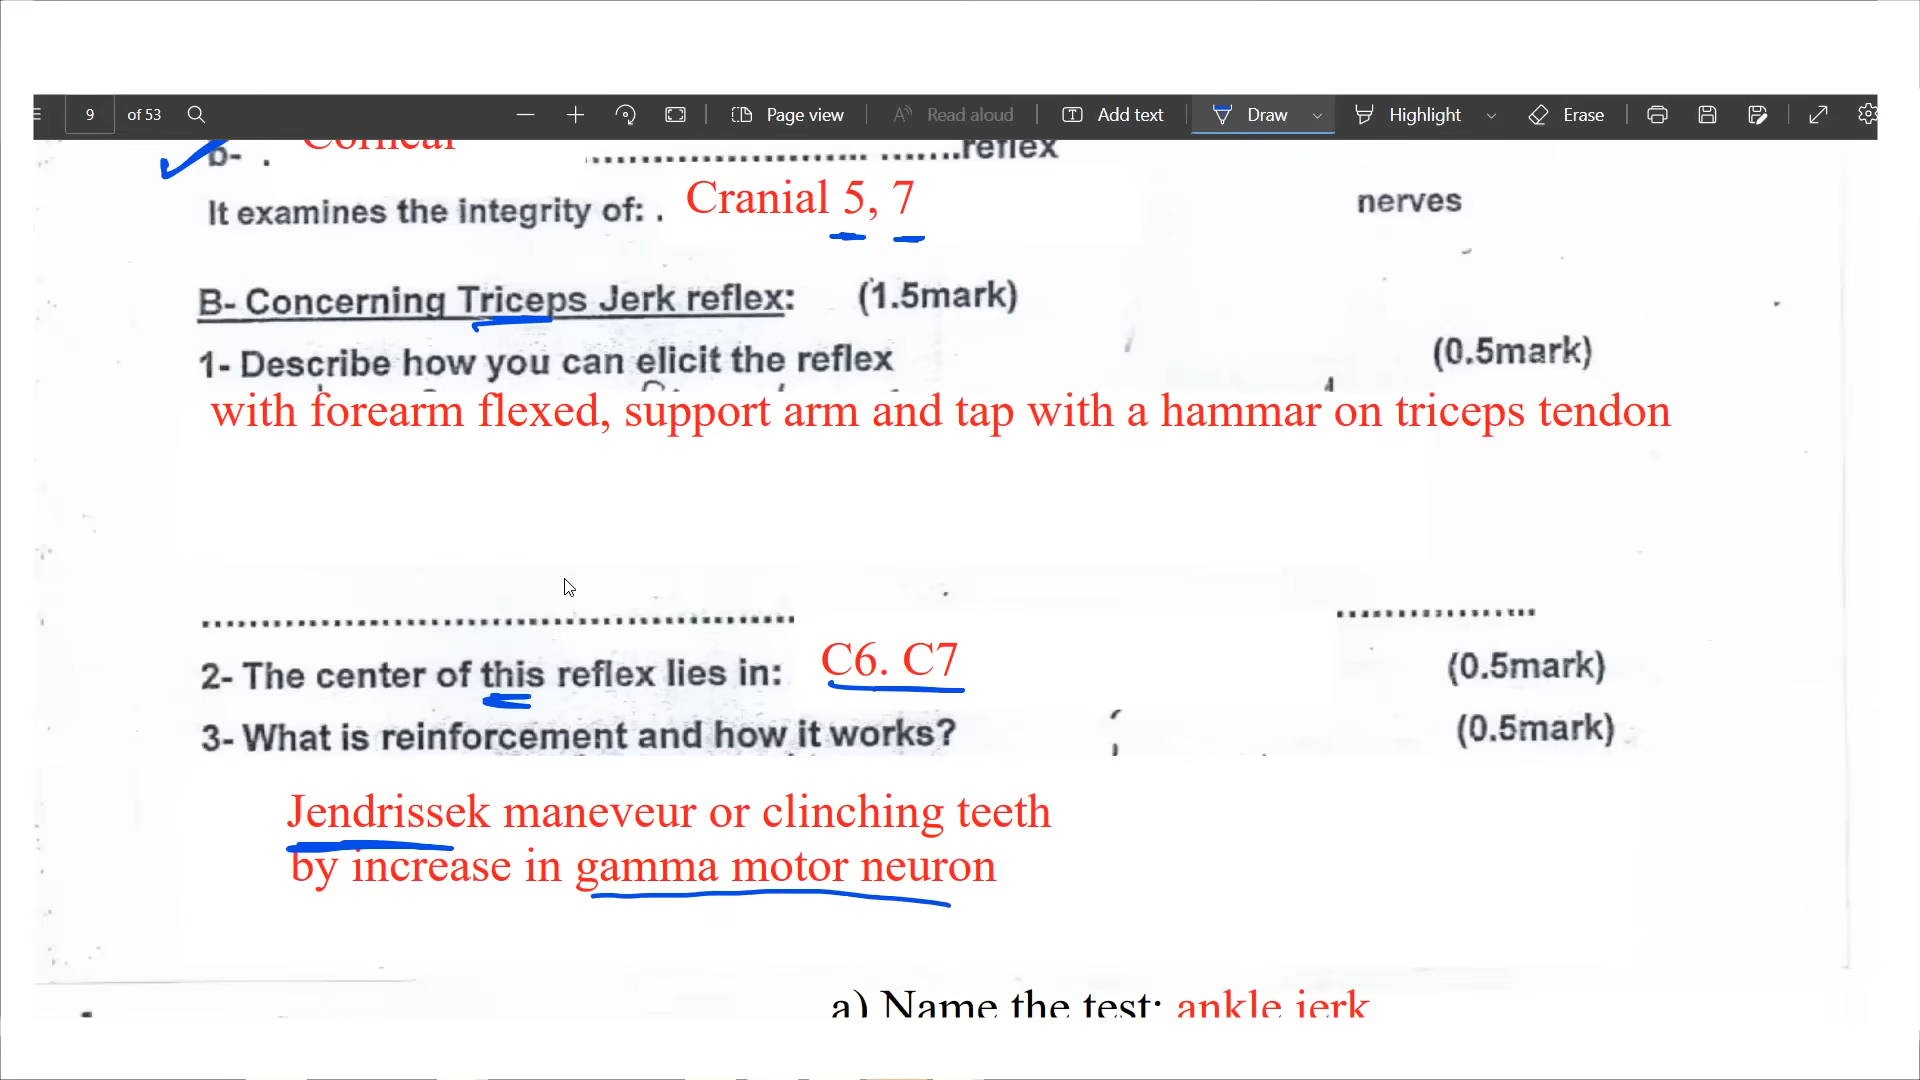 9 of 53 Page view Read aloud Add text Draw Highlight Erase
b- . Corneal ................................ .......reflex
It examines the integrity of: . Cranial 5, 7 nerves
B- Concerning Triceps Jerk reflex: (1.5mark)
1- Describe how you can elicit the reflex (0.5mark)
with forearm flexed, support arm and tap with a hammar on triceps tendon
2- The center of this reflex lies in: C6. C7 (0.5mark)
3- What is reinforcement and how it works? (0.5mark)
Jendrissek maneveur or clinching teeth
by increase in gamma motor neuron
a) Name the test: ankle jerk